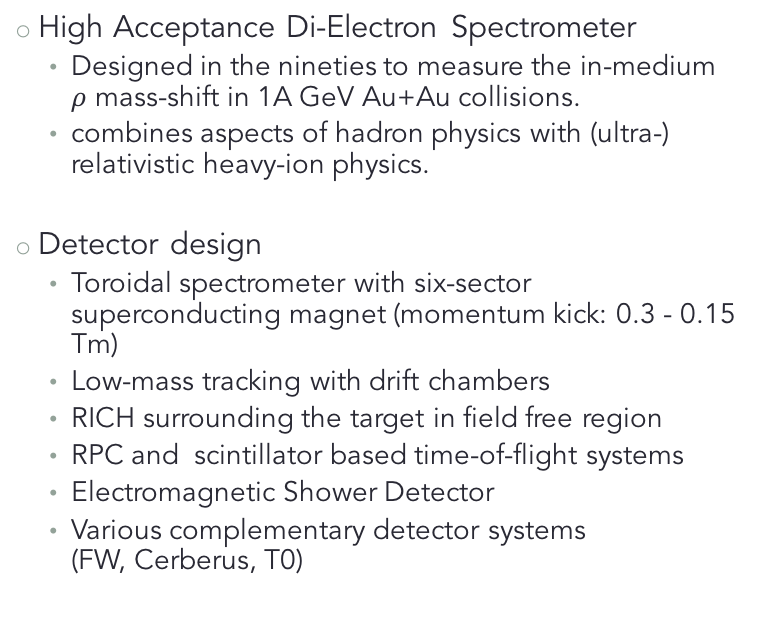 High Acceptance Di-Electron Spectrometer
Designed in the nineties to measure the in-medium
ρ mass-shift in 1A GeV Au+Au collisions.
combines aspects of hadron physics with (ultra-)
relativistic heavy-ion physics.
Detector design
Toroidal spectrometer with six-sector
superconducting magnet (momentum kick: 0.3 - 0.15
Tm)
Low-mass tracking with drift chambers
RICH surrounding the target in field free region
RPC and  scintillator based time-of-flight systems
Electromagnetic Shower Detector
Various complementary detector systems
(FW, Cerberus, T0)